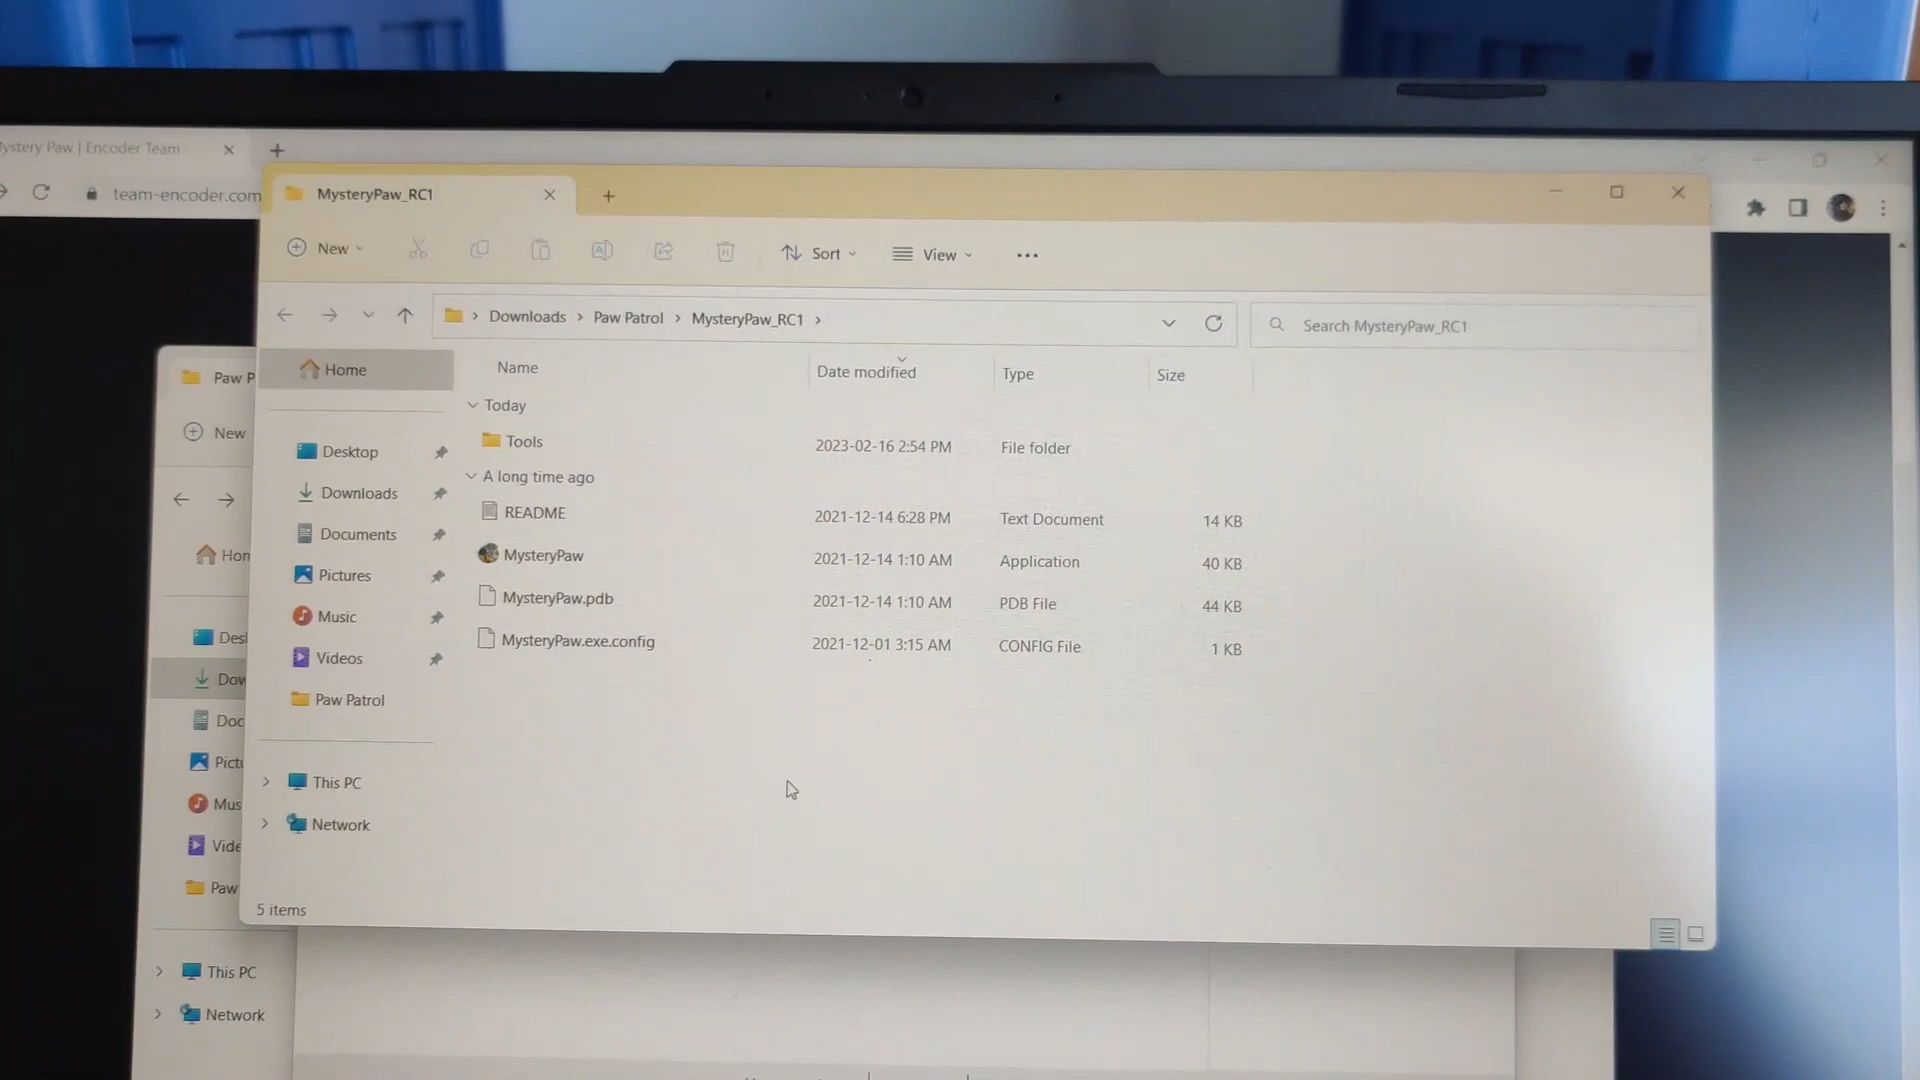 Mystery Paw | Encoder Team
team-encoder.com
MysteryPaw_RC1
New
Sort
View
Downloads > Paw Patrol > MysteryPaw_RC1 >
Search MysteryPaw_RC1
Home
Name
Date modified
Type
Size
Today
Tools
2023-02-16 2:54 PM
File folder
A long time ago
README
2021-12-14 6:28 PM
Text Document
14 KB
MysteryPaw
2021-12-14 1:10 AM
Application
40 KB
MysteryPaw.pdb
2021-12-14 1:10 AM
PDB File
44 KB
MysteryPaw.exe.config
2021-12-01 3:15 AM
CONFIG File
1 KB
Desktop
Downloads
Documents
Pictures
Music
Videos
Paw Patrol
This PC
Network
5 items
Paw P
New
Hon
Desl
Dow
Doc
Pictu
Mus
Vide
Paw
This PC
Network